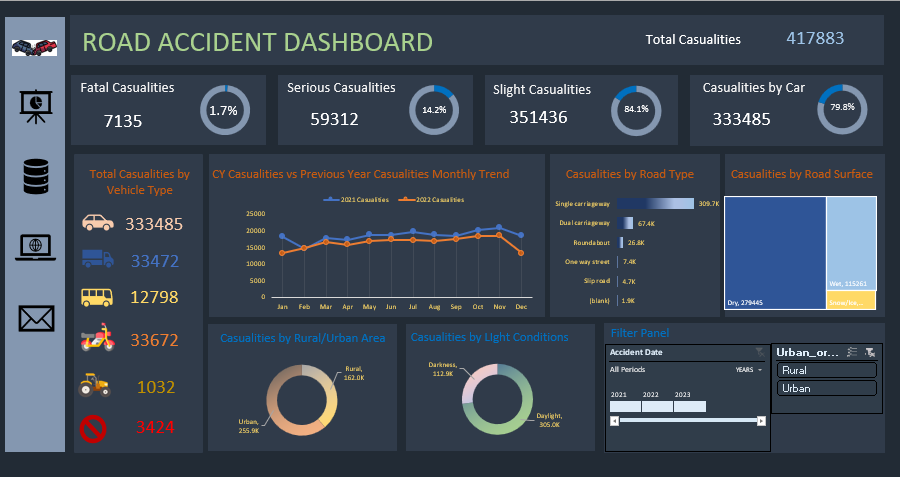 ROAD ACCIDENT DASHBOARD
Total Casualities
417883
Fatal Casualities
7135
1.7%
Serious Casualities
59312
14.2%
Slight Casualities
351436
84.1%
Casualities by Car
333485
79.8%
Total Casualities by
Vehicle Type
333485
33472
12798
33672
1032
3424
CY Casualities vs Previous Year Casualities Monthly Trend
2021 Casualities
2022 Casualities
25000
20000
15000
10000
5000
0
Jan Feb Mar Apr May Jun Jul Aug Sep Oct Nov Dec
Casualities by Road Type
Single carriageway 309.7K
Dual carriageway 67.4K
Roundabout 26.8K
One way street 7.4K
Slip road 4.7K
(blank) 1.9K
Casualities by Road Surface
Dry, 279445
Wet, 115261
Snow/Ice,...
Casualities by Rural/Urban Area
Rural,
162.0K
Urban,
255.9K
Casualities by Light Conditions
Darkness,
112.9K
Daylight,
305.0K
Filter Panel
Accident Date
All Periods
YEARS
2021 2022 2023
Urban_or...
Rural
Urban